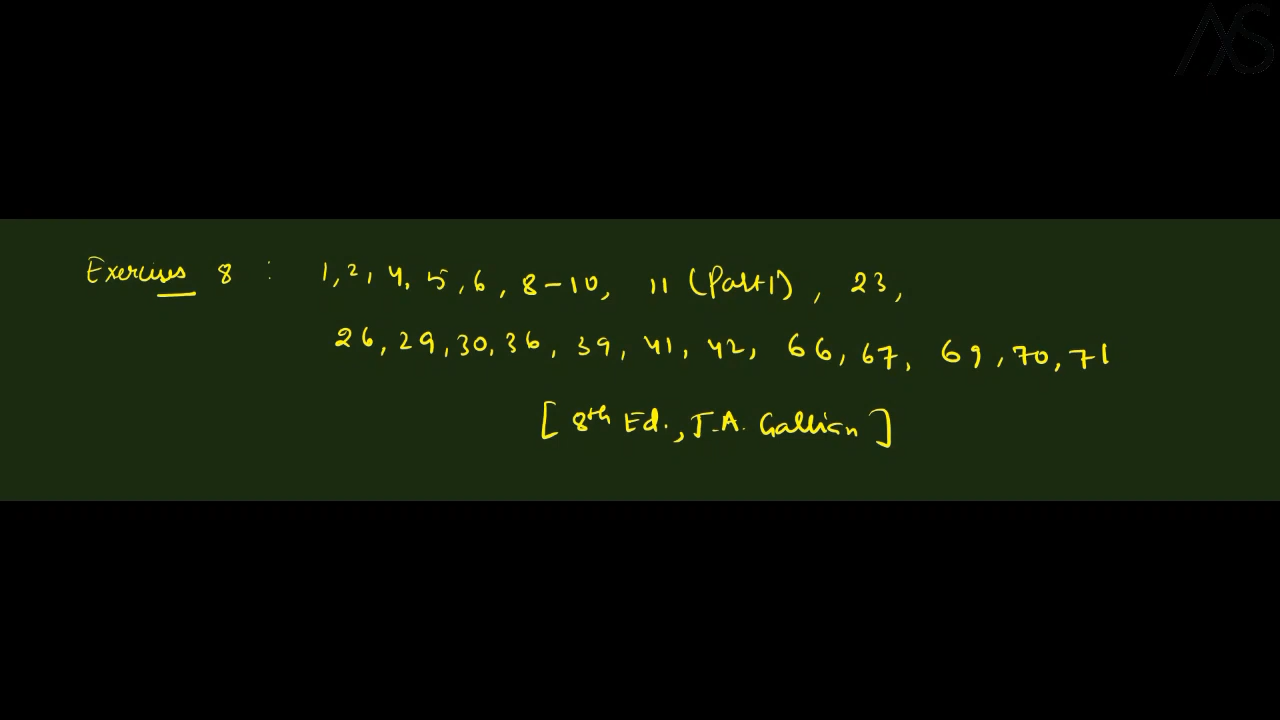 Exercises 8 : 1, 2, 4, 5, 6, 8-10, 11 (Part 1), 23,
26, 29, 30, 36, 39, 41, 42, 66, 67, 69, 70, 71
[8th Ed., J.A. Gallian]